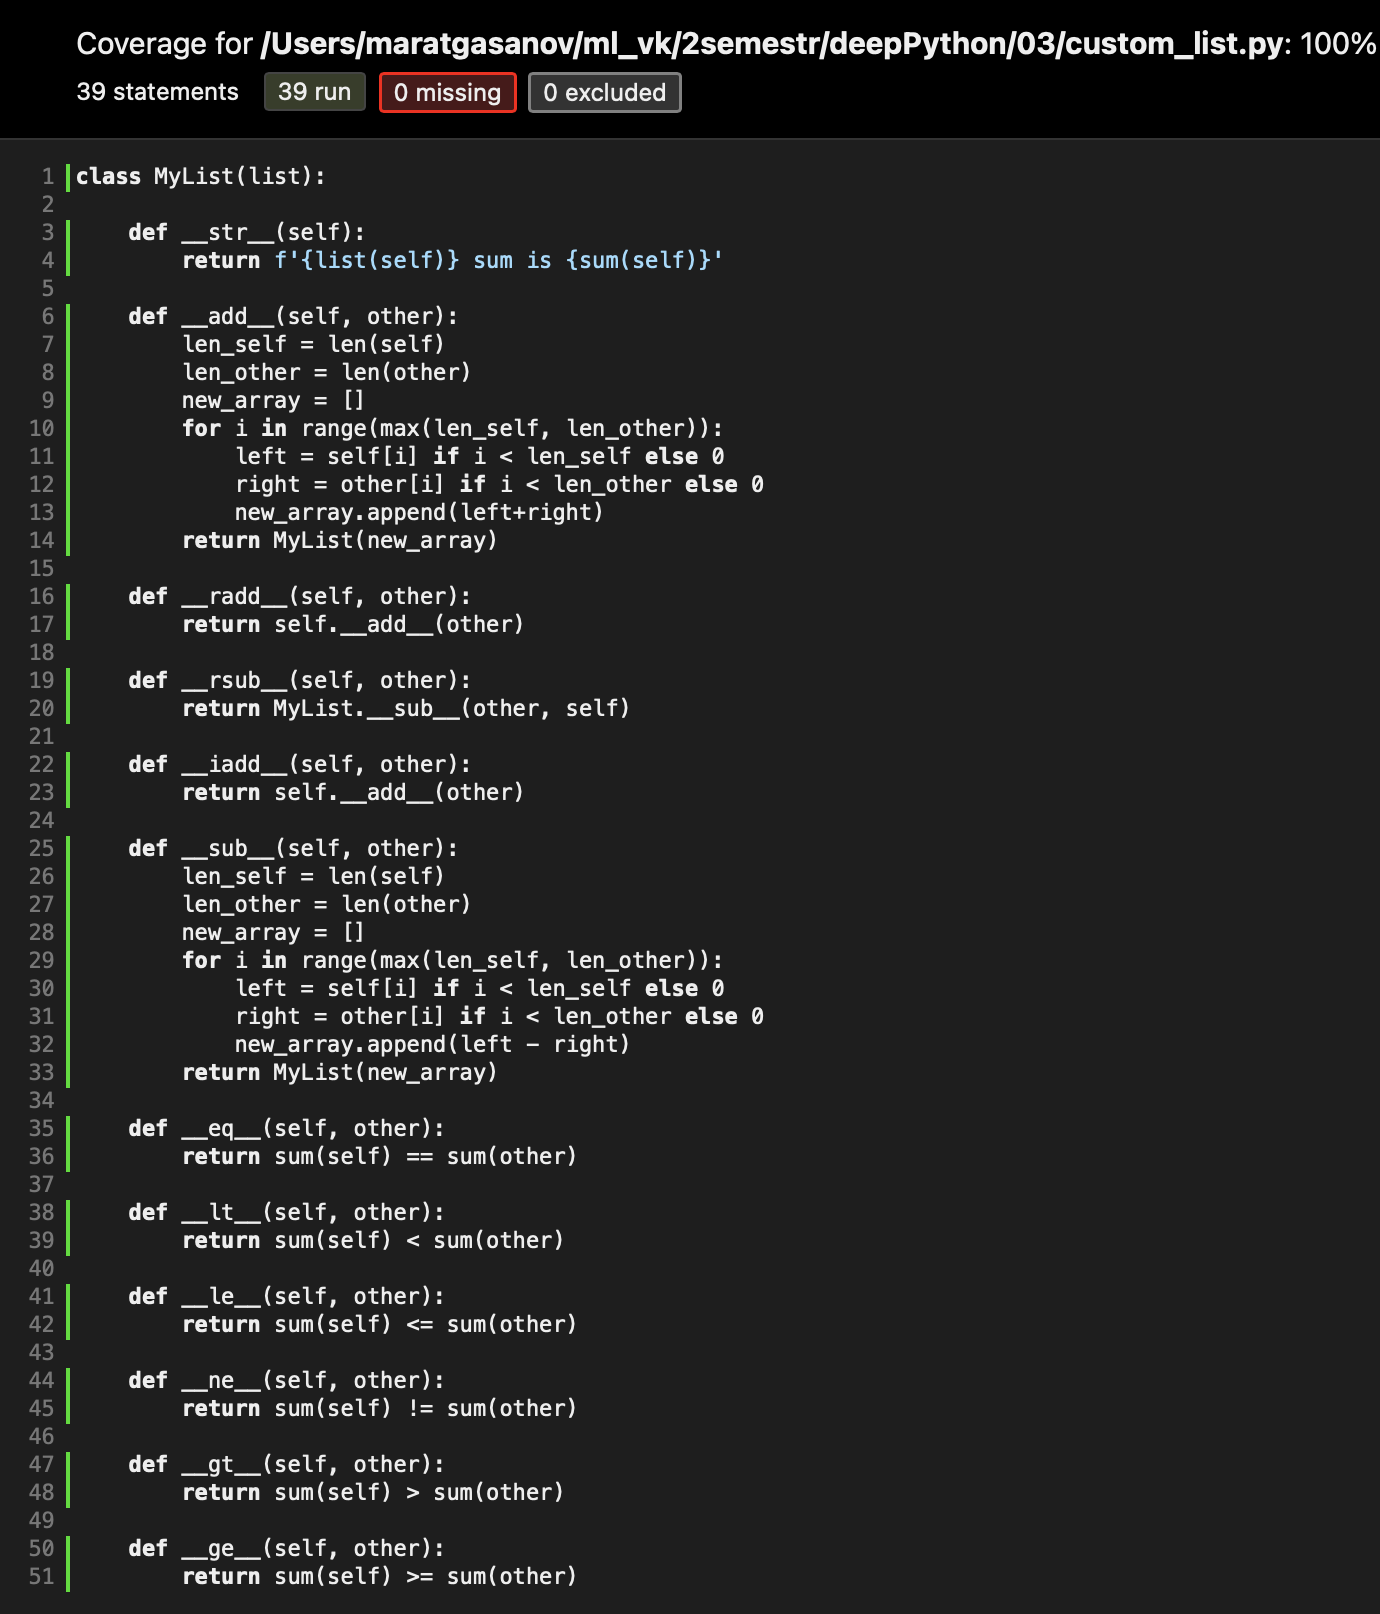 Coverage for /Users/maratgasanov/ml_vk/2semestr/deepPython/03/custom_list.py: 100%
39 statements 39 run 0 missing 0 excluded
1 class MyList(list):
2
3     def __str__(self):
4         return f'{list(self)} sum is {sum(self)}'
5
6     def __add__(self, other):
7         len_self = len(self)
8         len_other = len(other)
9         new_array = []
10         for i in range(max(len_self, len_other)):
11             left = self[i] if i < len_self else 0
12             right = other[i] if i < len_other else 0
13             new_array.append(left+right)
14         return MyList(new_array)
15
16     def __radd__(self, other):
17         return self.__add__(other)
18
19     def __rsub__(self, other):
20         return MyList.__sub__(other, self)
21
22     def __iadd__(self, other):
23         return self.__add__(other)
24
25     def __sub__(self, other):
26         len_self = len(self)
27         len_other = len(other)
28         new_array = []
29         for i in range(max(len_self, len_other)):
30             left = self[i] if i < len_self else 0
31             right = other[i] if i < len_other else 0
32             new_array.append(left - right)
33         return MyList(new_array)
34
35     def __eq__(self, other):
36         return sum(self) == sum(other)
37
38     def __lt__(self, other):
39         return sum(self) < sum(other)
40
41     def __le__(self, other):
42         return sum(self) <= sum(other)
43
44     def __ne__(self, other):
45         return sum(self) != sum(other)
46
47     def __gt__(self, other):
48         return sum(self) > sum(other)
49
50     def __ge__(self, other):
51         return sum(self) >= sum(other)